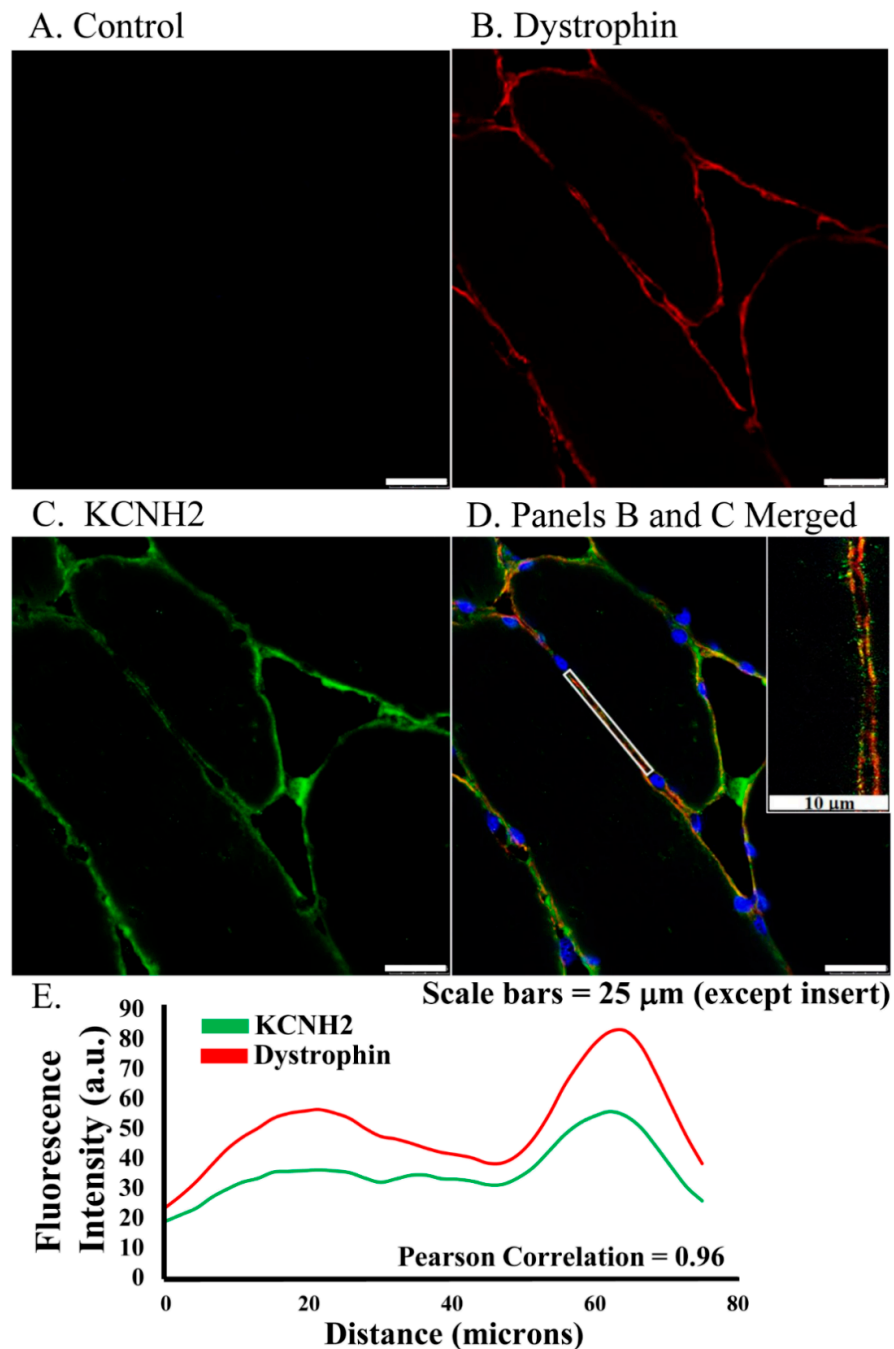 A. Control
B. Dystrophin
C. KCNH2
D. Panels B and C Merged
10 μm
Scale bars = 25 μm (except insert)
E.
Fluorescence
Intensity (a.u.)
90
80
70
60
50
40
30
20
10
0
KCNH2
Dystrophin
Pearson Correlation = 0.96
0
20
40
60
80
Distance (microns)